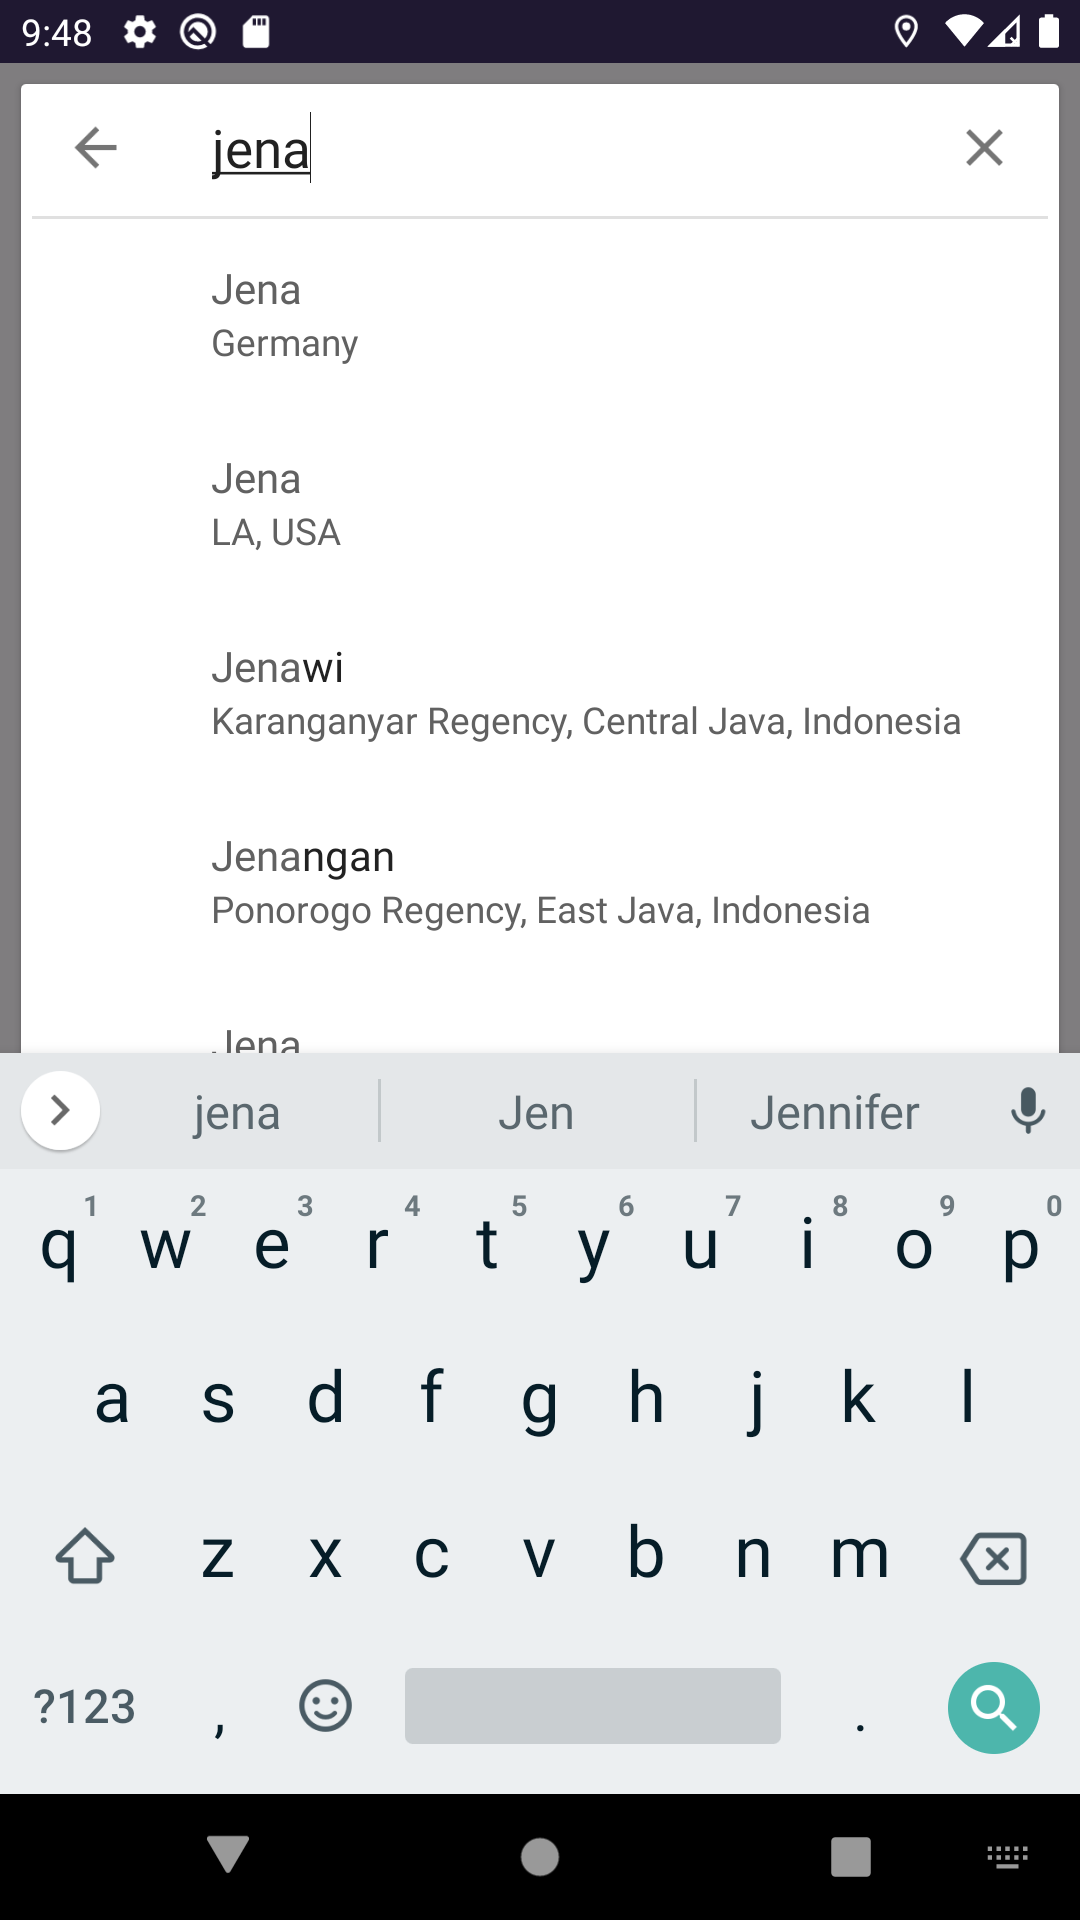 9:48
jena
Jena
Germany
Jena
LA, USA
Jenawi
Karanganyar Regency, Central Java, Indonesia
Jenangan
Ponorogo Regency, East Java, Indonesia
Jena
jena Jen Jennifer
1 2 3 4 5 6 7 8 9 0
q w e r t y u i o p
a s d f g h j k l
z x c v b n m
?123 , .